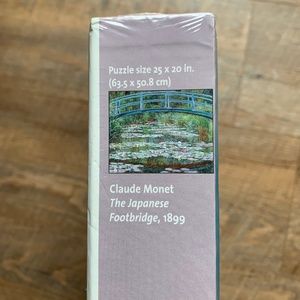 Puzzle size 25 x 20 in.
(63.5 x 50.8 cm)
Claude Monet
The Japanese
Footbridge, 1899